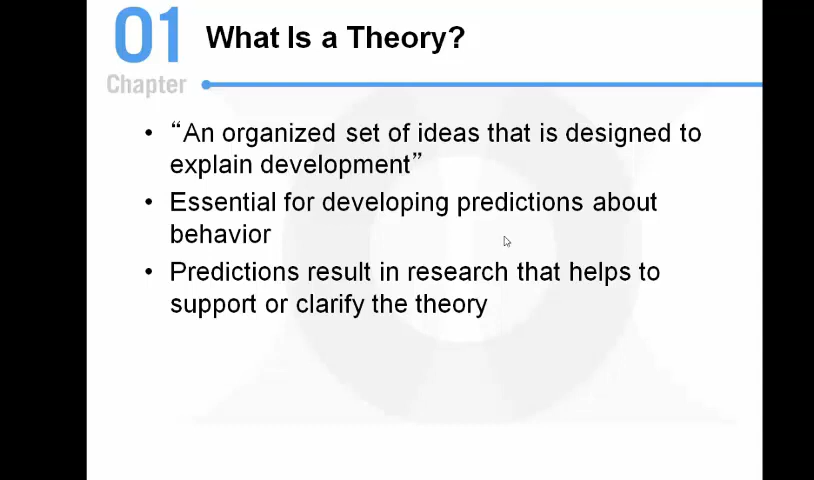 01
Chapter
What Is a Theory?
• “An organized set of ideas that is designed to
explain development”
• Essential for developing predictions about
behavior
• Predictions result in research that helps to
support or clarify the theory